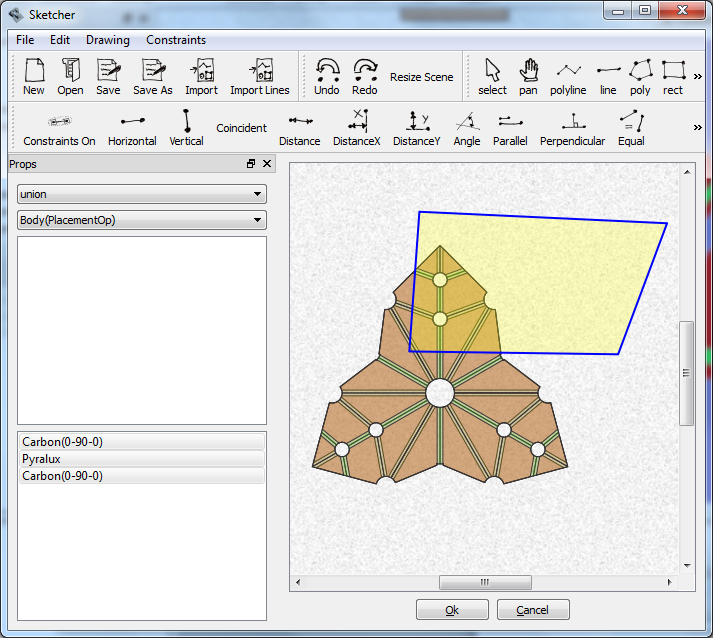 Sketcher
File Edit Drawing Constraints
New Open Save Save As Import Import Lines Undo Redo Resize Scene select pan polyline line poly rect »
Constraints On Horizontal Vertical Coincident Distance DistanceX DistanceY Angle Parallel Perpendicular Equal »
Props
union
Body(PlacementOp)
Carbon(0-90-0)
Pyralux
Carbon(0-90-0)
Ok Cancel